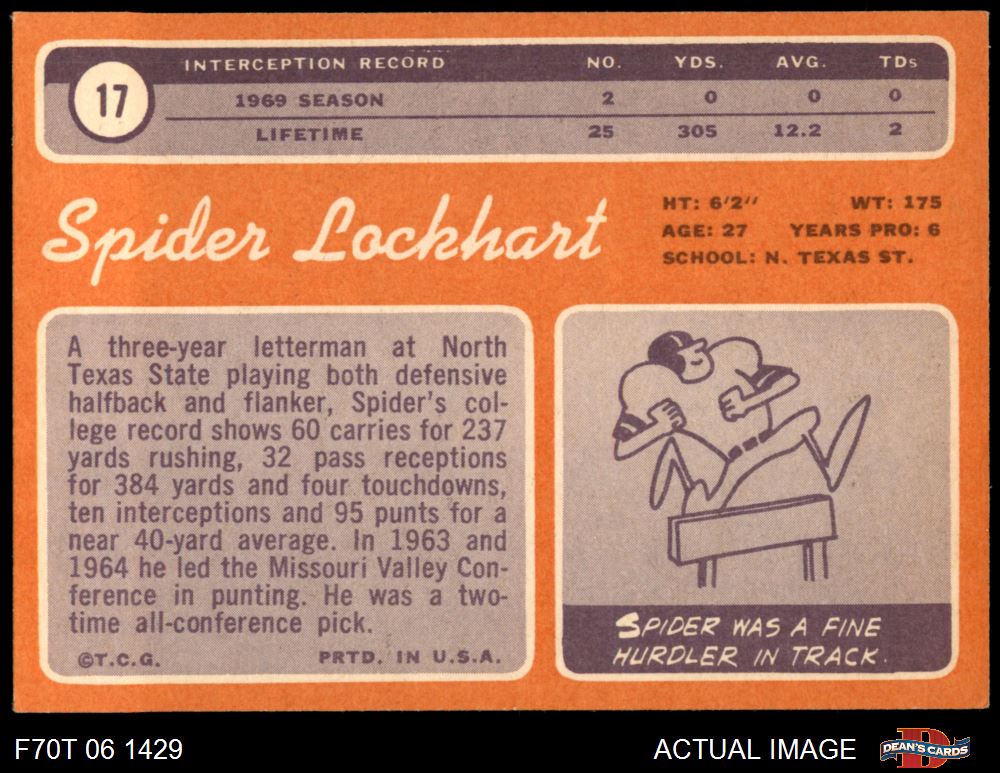 INTERCEPTION RECORD NO. YDS. AVG. TDs
17
1969 SEASON 2 0 0 0
LIFETIME 25 305 12.2 2
Spider Lockhart
HT: 6'2" WT: 175
AGE: 27 YEARS PRO: 6
SCHOOL: N. TEXAS ST.
A three-year letterman at North
Texas State playing both defensive
halfback and flanker, Spider's col-
lege record shows 60 carries for 237
yards rushing, 32 pass receptions
for 384 yards and four touchdowns,
ten interceptions and 95 punts for a
near 40-yard average. In 1963 and
1964 he led the Missouri Valley Con-
ference in punting. He was a two-
time all-conference pick.
©T.C.G. PRTD. IN U.S.A.
SPIDER WAS A FINE
HURDLER IN TRACK.
F70T 06 1429 ACTUAL IMAGE D DEAN'S CARDS